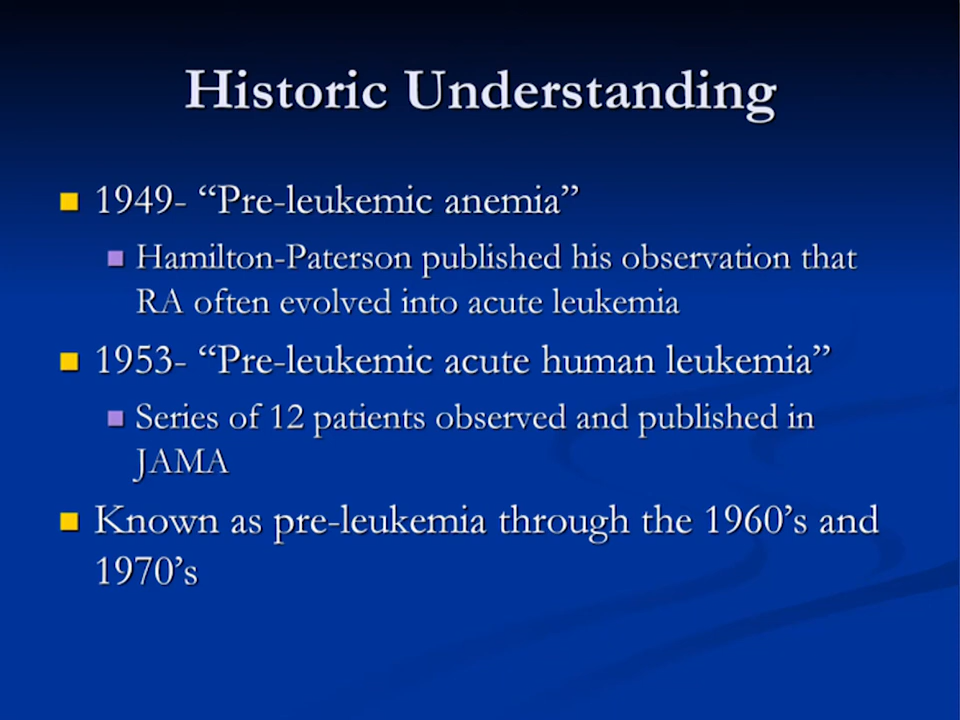 Historic Understanding
1949- “Pre-leukemic anemia”
Hamilton-Paterson published his observation that
RA often evolved into acute leukemia
1953- “Pre-leukemic acute human leukemia”
Series of 12 patients observed and published in
JAMA
Known as pre-leukemia through the 1960’s and
1970’s